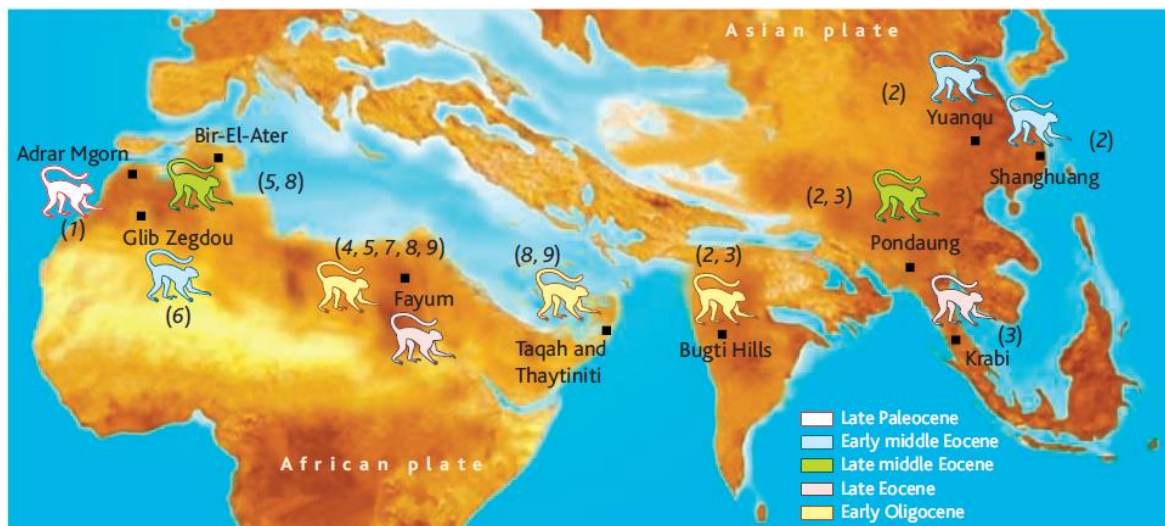 Asian plate
(2)
Yuanqu
(2)
Shanghuang
Bir-El-Ater
Adrar Mgorn
(5, 8)
(1)
Glib Zegdou
(6)
(2, 3)
Pondaung
(4, 5, 7, 8, 9)
Fayum
(8, 9)
Taqah and
Thaytiniti
(2, 3)
Bugti Hills
(3)
Krabi
African plate
Late Paleocene
Early middle Eocene
Late middle Eocene
Late Eocene
Early Oligocene